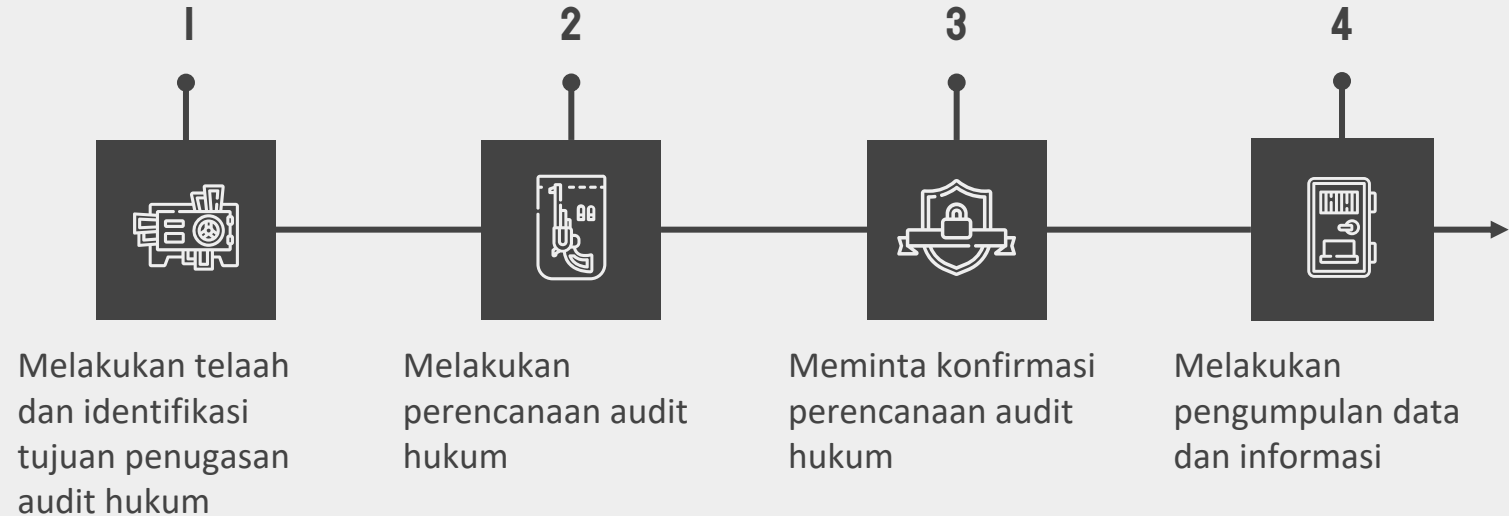 1
2
3
4
Melakukan telaah
dan identifikasi
tujuan penugasan
audit hukum
Melakukan
perencanaan audit
hukum
Meminta konfirmasi
perencanaan audit
hukum
Melakukan
pengumpulan data
dan informasi